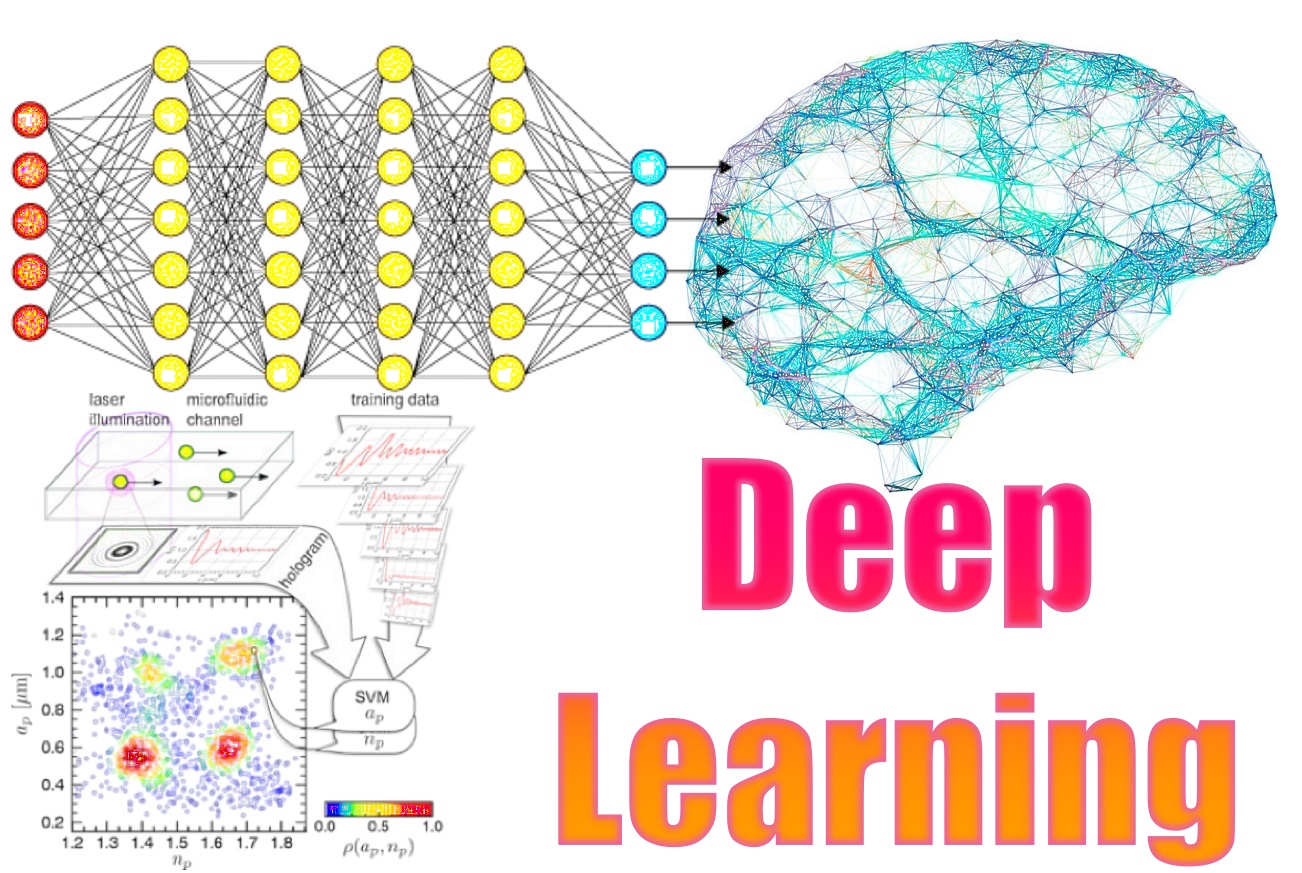 laser microfluidic training data
illumination channel
hologram
1.4
1.2
1.0
0.8
0.6
0.4
0.2
a_p [μm]
1.2 1.3 1.4 1.5 1.6 1.7 1.8
n_p
SVM
a_p
n_p
0.0 0.5 1.0
ρ(a_p, n_p)
Deep
Learning